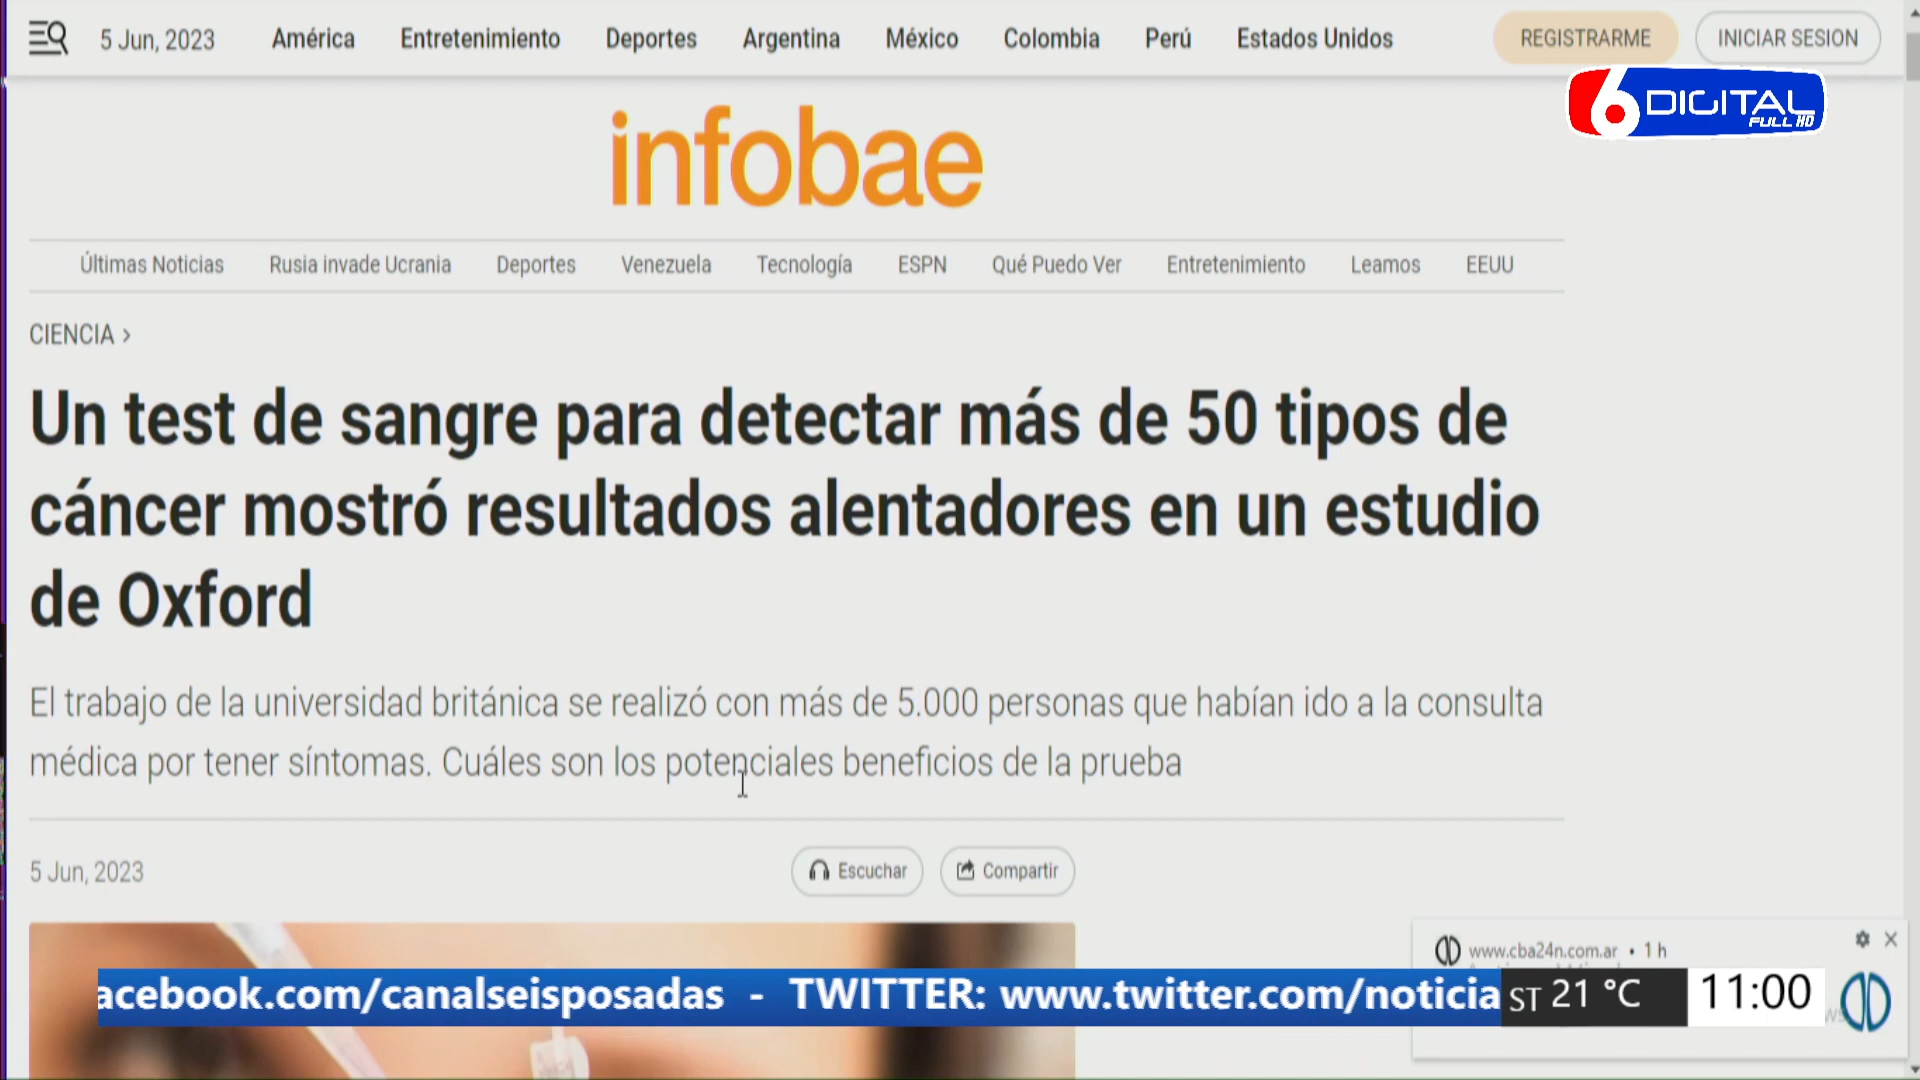 5 Jun, 2023 América Entretenimiento Deportes Argentina México Colombia Perú Estados Unidos REGISTRARME INICIAR SESION
6 DIGITAL
FULL HD
infobae
Últimas Noticias Rusia invade Ucrania Deportes Venezuela Tecnología ESPN Qué Puedo Ver Entretenimiento Leamos EEUU
CIENCIA >
Un test de sangre para detectar más de 50 tipos de
cáncer mostró resultados alentadores en un estudio
de Oxford
El trabajo de la universidad británica se realizó con más de 5.000 personas que habían ido a la consulta
médica por tener síntomas. Cuáles son los potenciales beneficios de la prueba
5 Jun, 2023 Escuchar Compartir
www.cba24n.com.ar • 1 h
acebook.com/canalseisposadas - TWITTER: www.twitter.com/noticia ST 21 °C 11:00